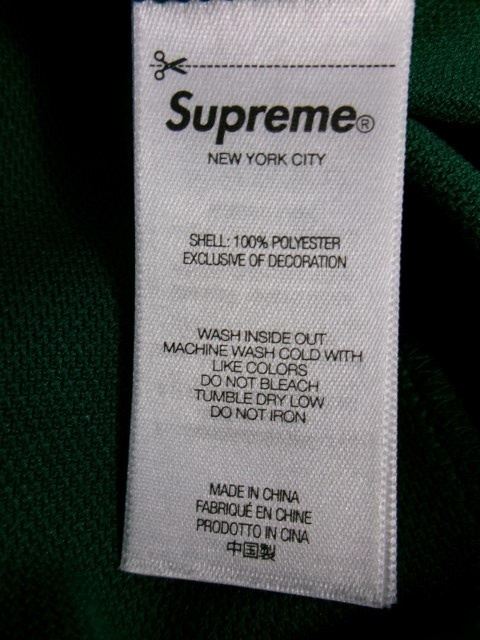 Supreme®
NEW YORK CITY
SHELL: 100% POLYESTER
EXCLUSIVE OF DECORATION
WASH INSIDE OUT
MACHINE WASH COLD WITH
LIKE COLORS
DO NOT BLEACH
TUMBLE DRY LOW
DO NOT IRON
MADE IN CHINA
FABRIQUÉ EN CHINE
PRODOTTO IN CINA
中国製